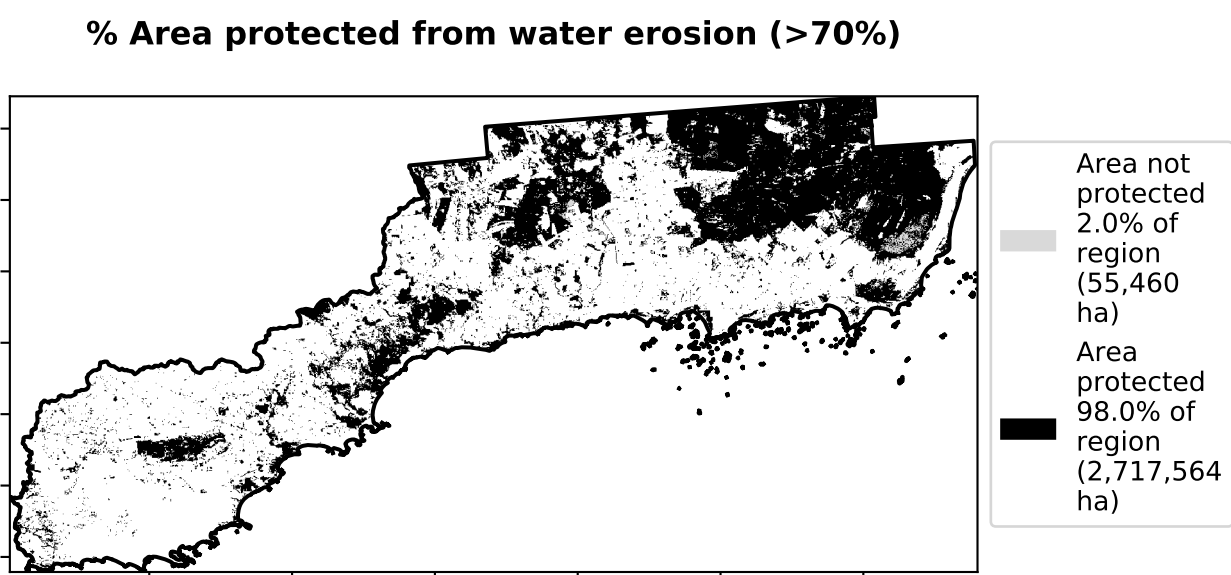 % Area protected from water erosion (>70%)
Area not
protected
2.0% of
region
(55,460
ha)
Area
protected
98.0% of
region
(2,717,564
ha)